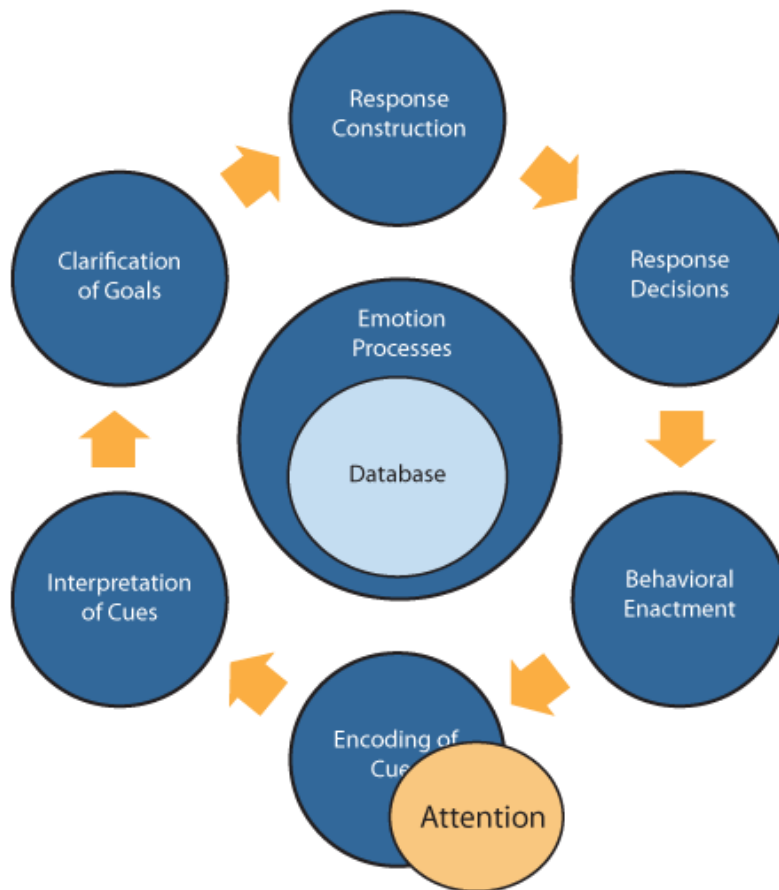 Response
Construction
Clarification
of Goals
Response
Decisions
Emotion
Processes
Database
Interpretation
of Cues
Behavioral
Enactment
Encoding of
Cue
Attention